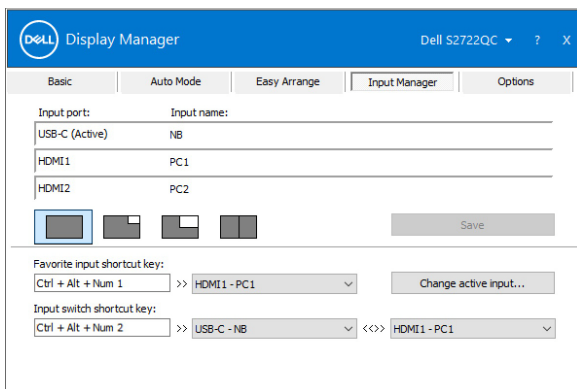 DELL Display Manager Dell S2722QC ? X
Basic Auto Mode Easy Arrange Input Manager Options
Input port: Input name:
USB-C (Active) NB
HDMI1 PC1
HDMI2 PC2
Save
Favorite input shortcut key:
Ctrl + Alt + Num 1 >> HDMI1 - PC1 Change active input...
Input switch shortcut key:
Ctrl + Alt + Num 2 >> USB-C - NB <<>> HDMI1 - PC1